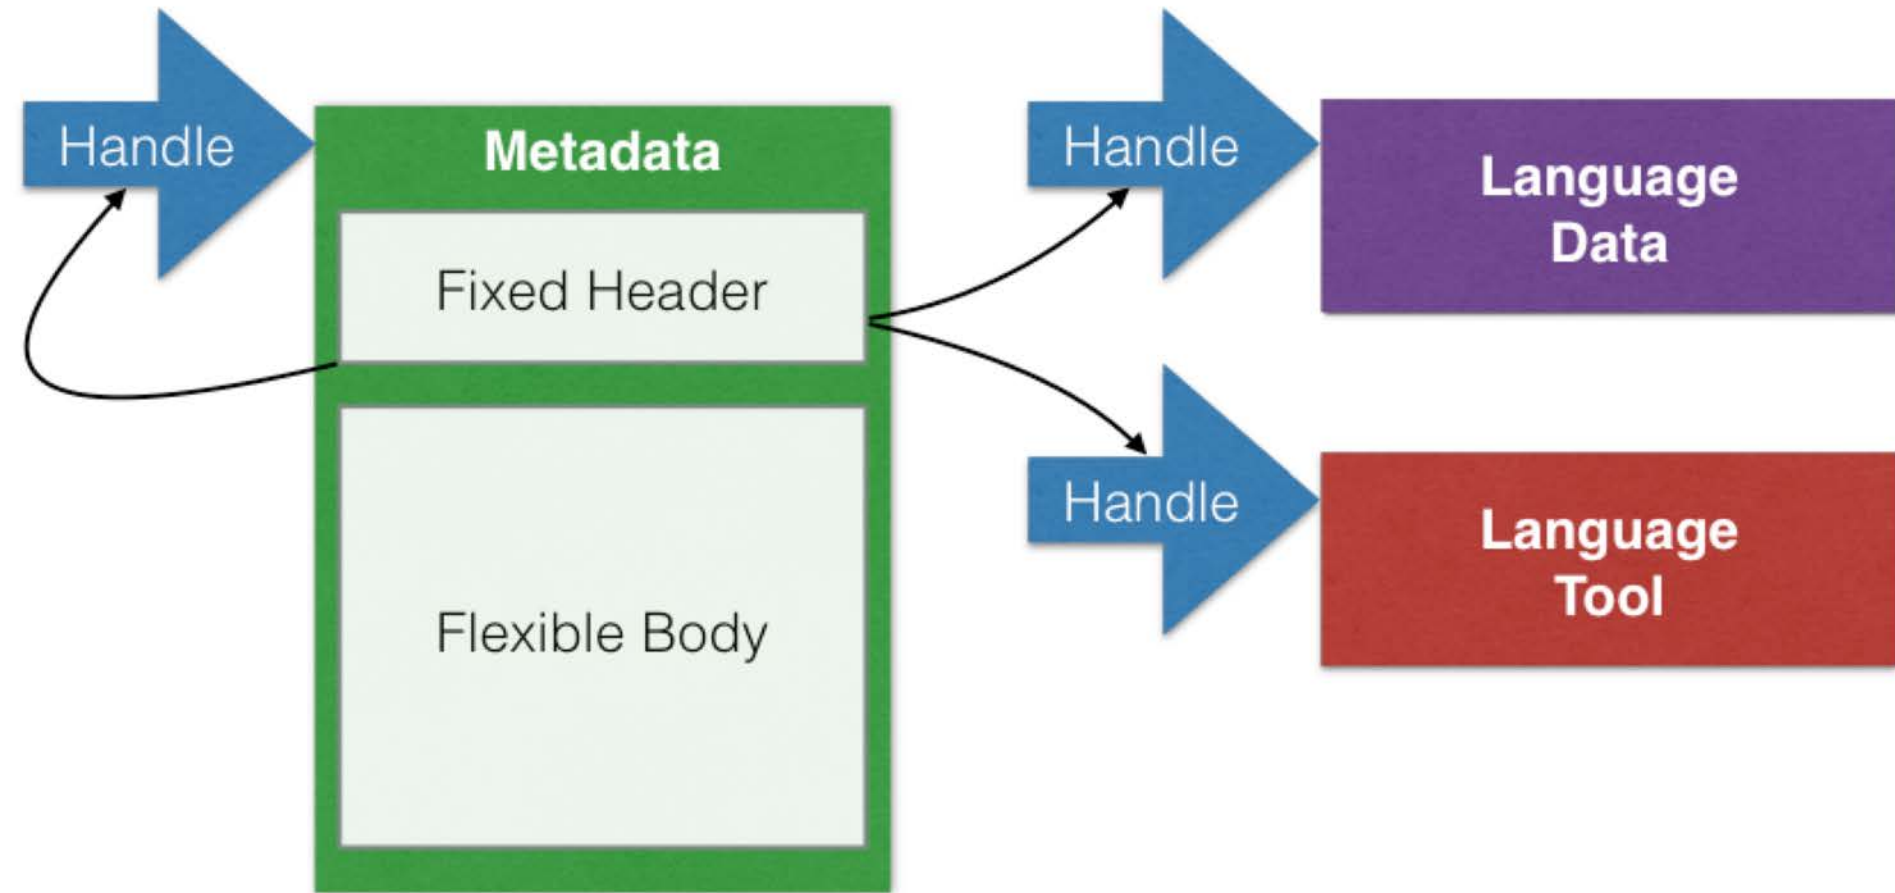 Handle
Metadata
Fixed Header
Flexible Body
Handle
Language
Data
Handle
Language
Tool